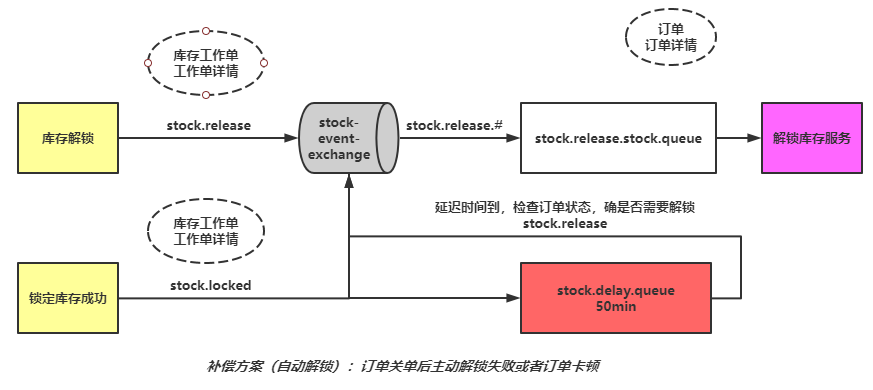 订单
订单详情
库存工作单
工作单详情
库存解锁
stock.release
stock-
event-
exchange
stock.release.#
stock.release.stock.queue
解锁库存服务
库存工作单
工作单详情
延迟时间到，检查订单状态，确是否需要解锁
stock.release
锁定库存成功
stock.locked
stock.delay.queue
50min
补偿方案（自动解锁）：订单关单后主动解锁失败或者订单卡顿